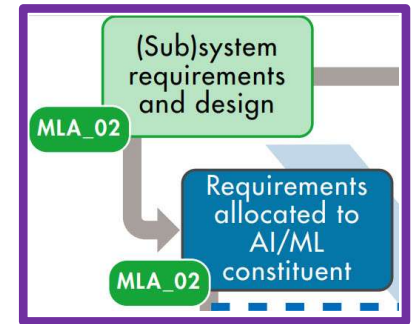 (Sub)system
requirements
and design
MLA_02
Requirements
allocated to
AI/ML
constituent
MLA_02